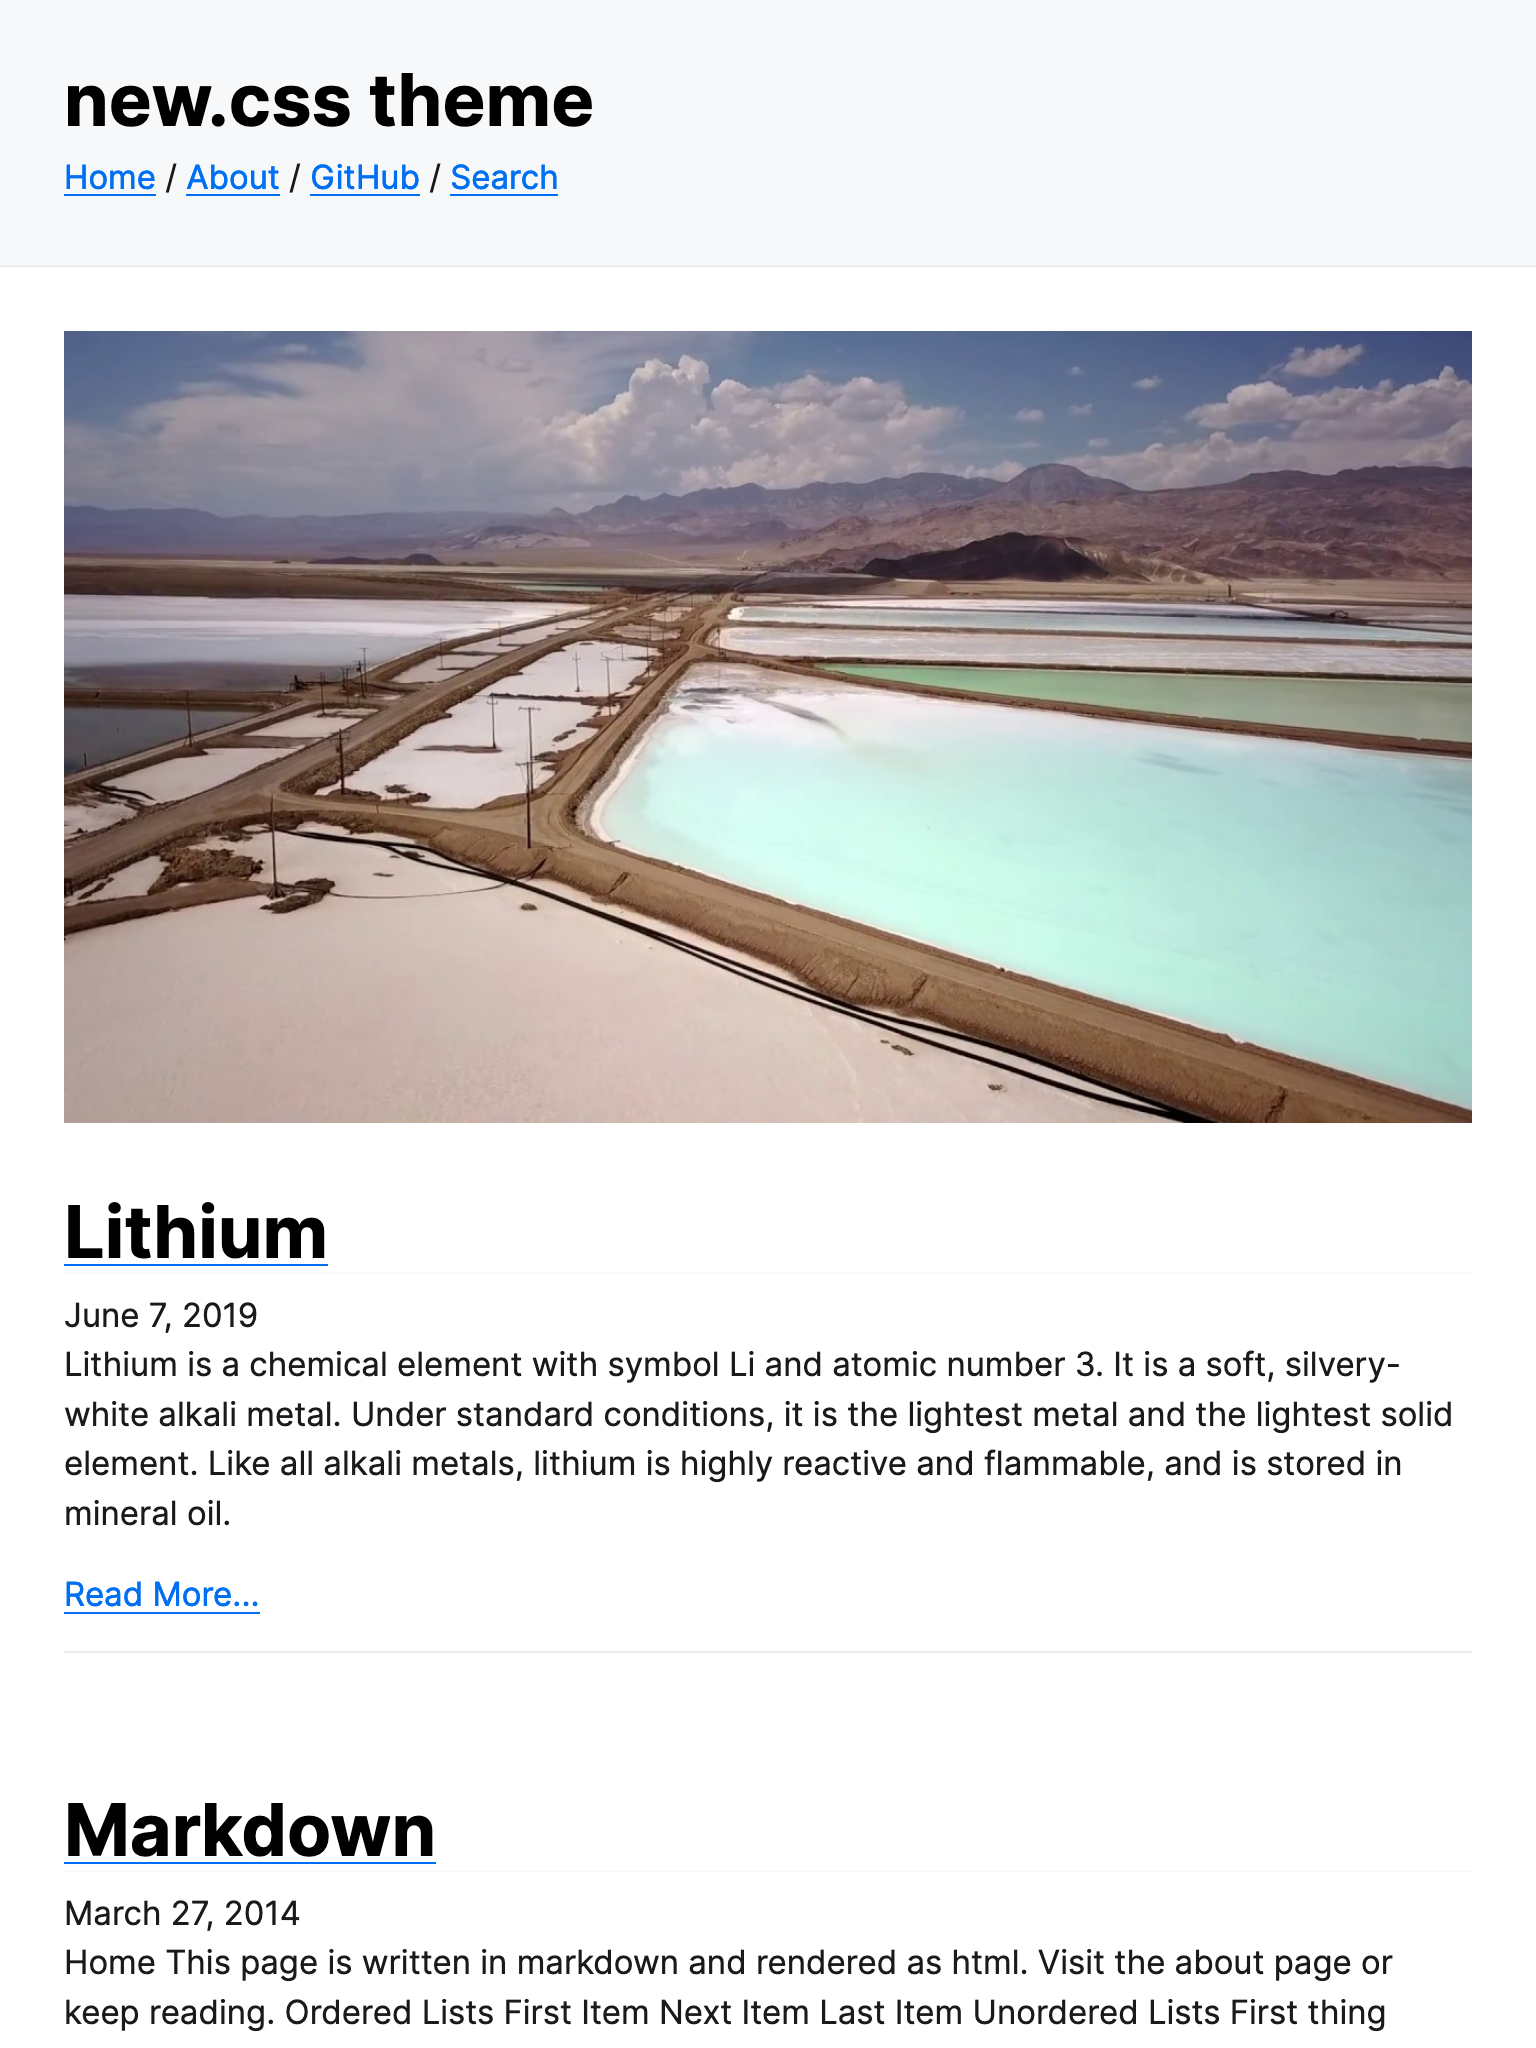 new.css theme
Home / About / GitHub / Search
Lithium
June 7, 2019
Lithium is a chemical element with symbol Li and atomic number 3. It is a soft, silvery-
white alkali metal. Under standard conditions, it is the lightest metal and the lightest solid
element. Like all alkali metals, lithium is highly reactive and flammable, and is stored in
mineral oil.
Read More...
Markdown
March 27, 2014
Home This page is written in markdown and rendered as html. Visit the about page or
keep reading. Ordered Lists First Item Next Item Last Item Unordered Lists First thing